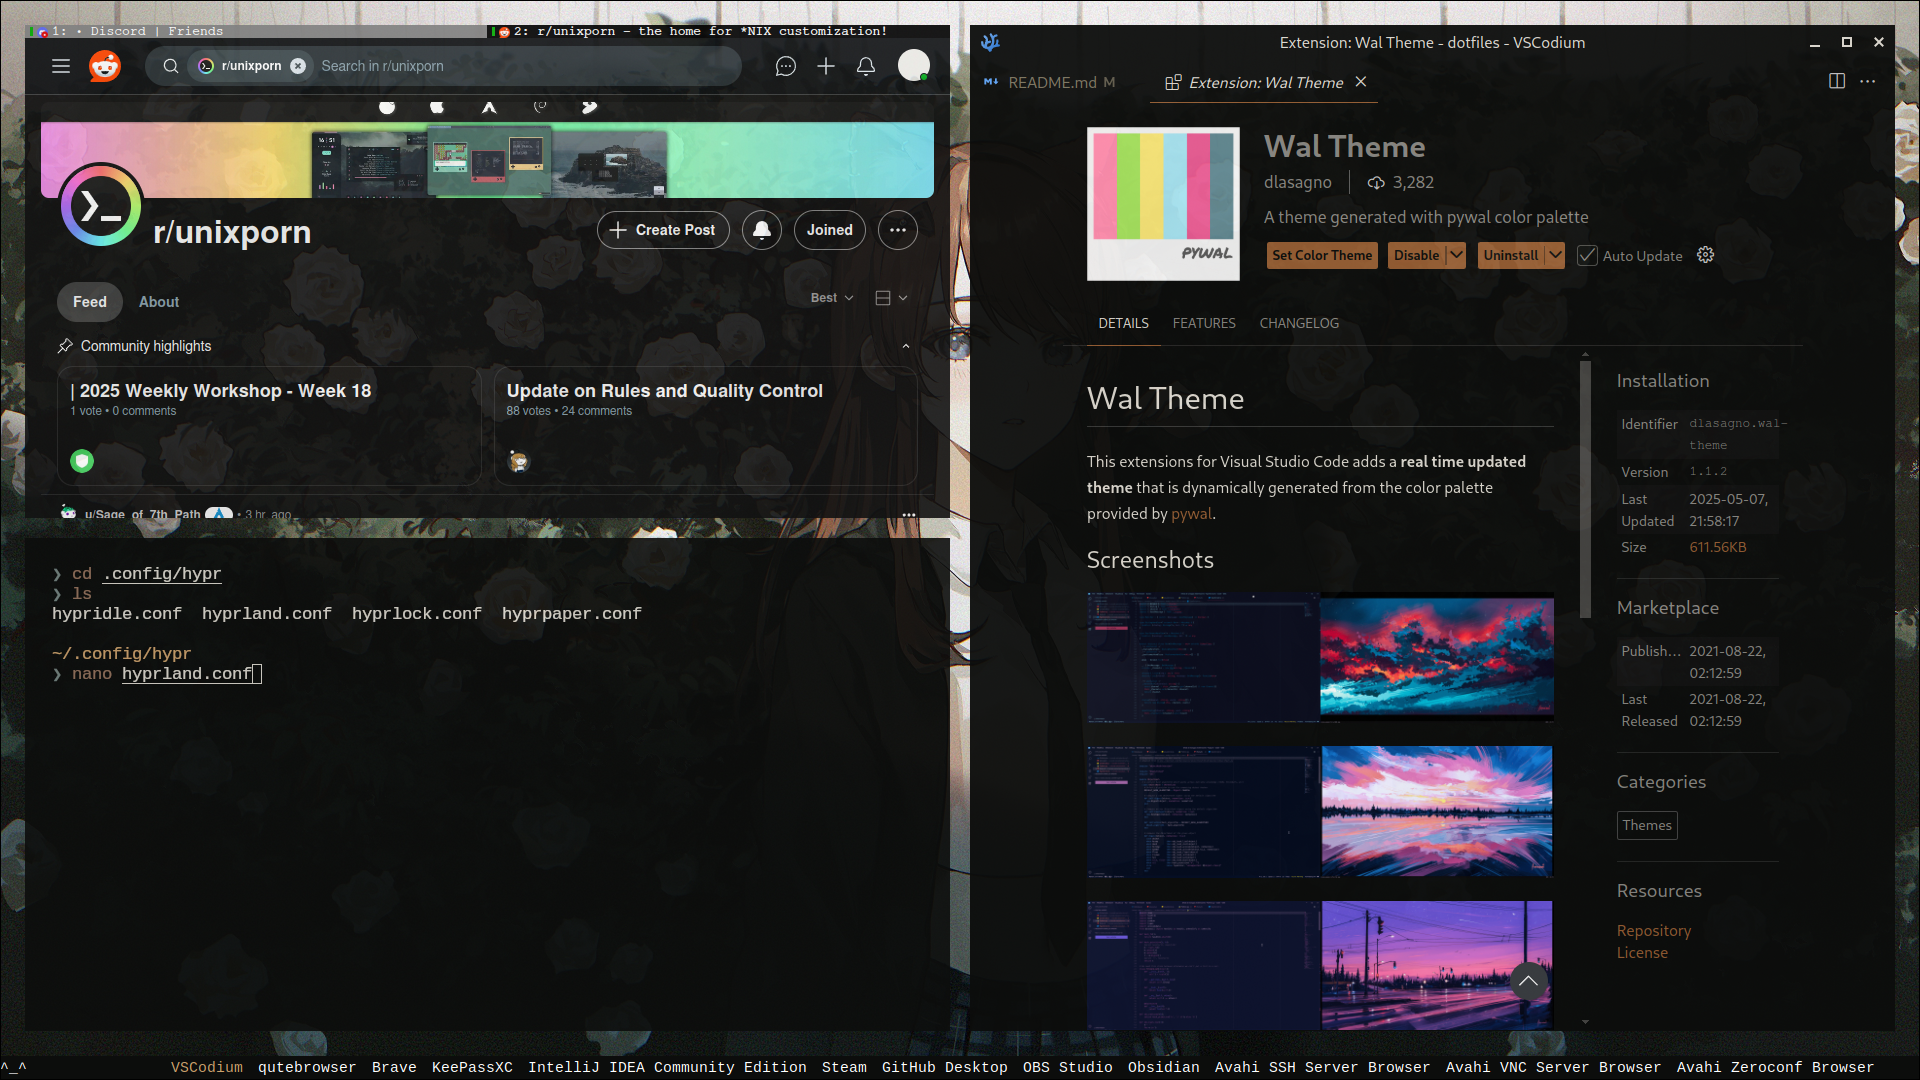 1: • Discord | Friends
2: r/unixporn – the home for *NIX customization!
r/unixporn
Search in r/unixporn
r/unixporn
Create Post
Joined
Feed
About
Best
Community highlights
| 2025 Weekly Workshop - Week 18
1 vote • 0 comments
Update on Rules and Quality Control
88 votes • 24 comments
u/Sage_of_7th_Path
• 3 hr. ago
❯ cd .config/hypr
❯ ls
hypridle.conf  hyprland.conf  hyprlock.conf  hyprpaper.conf
~/.config/hypr
❯ nano hyprland.conf
Extension: Wal Theme - dotfiles - VSCodium
README.md M
Extension: Wal Theme
PYWAL
Wal Theme
dlasagno
3,282
A theme generated with pywal color palette
Set Color Theme
Disable
Uninstall
Auto Update
DETAILS
FEATURES
CHANGELOG
Wal Theme
This extensions for Visual Studio Code adds a real time updated
theme that is dynamically generated from the color palette
provided by pywal.
Screenshots
Installation
Identifier dlasagno.wal-
theme
Version 1.1.2
Last 2025-05-07,
Updated 21:58:17
Size 611.56KB
Marketplace
Publish... 2021-08-22,
02:12:59
Last 2021-08-22,
Released 02:12:59
Categories
Themes
Resources
Repository
License
^_^
VSCodium qutebrowser Brave KeePassXC IntelliJ IDEA Community Edition Steam GitHub Desktop OBS Studio Obsidian Avahi SSH Server Browser Avahi VNC Server Browser Avahi Zeroconf Browser